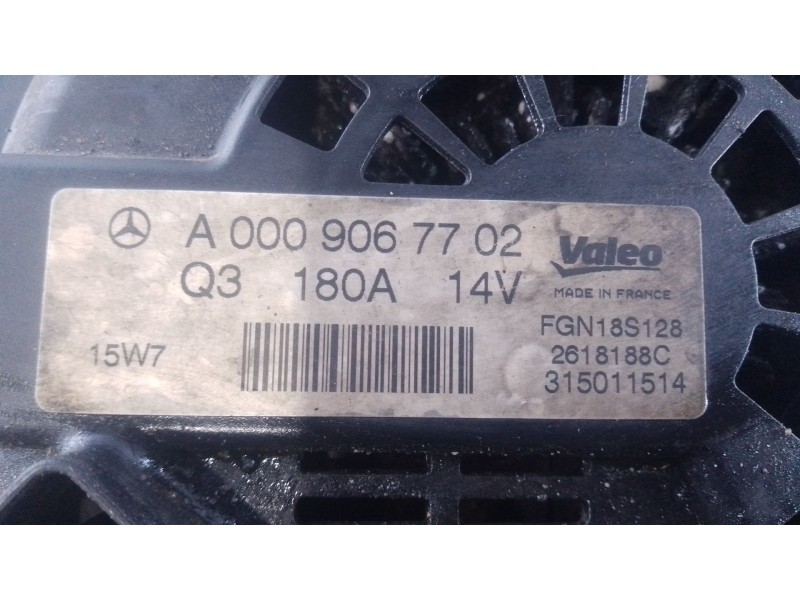 A 000 906 77 02
Q3 180A 14V
Valeo
MADE IN FRANCE
15W7
FGN18S128
2618188C
315011514